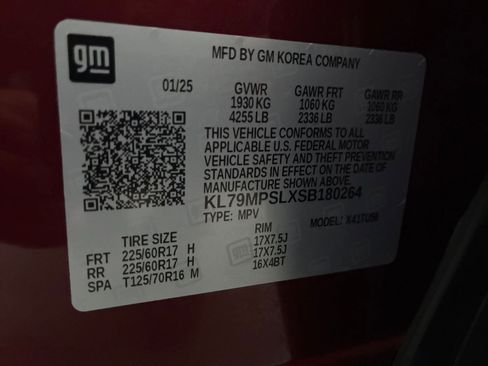 gm
MFD BY GM KOREA COMPANY
01/25 GVWR GAWR FRT GAWR RR
1930 KG 1060 KG 1060 KG
4255 LB 2336 LB 2336 LB
THIS VEHICLE CONFORMS TO ALL
APPLICABLE U.S. FEDERAL MOTOR
VEHICLE SAFETY AND THEFT PREVENTION
STANDARDS IN EFFECT ON THE DATE OF
MANUFACTURE SHOWN ABOVE.
KL79MPSLXSB180264
TYPE: MPV MODEL: X41TU56
TIRE SIZE RIM
FRT 225/60R17 H 17X7.5J
RR 225/60R17 H 17X7.5J
SPA T125/70R16 M 16X4BT